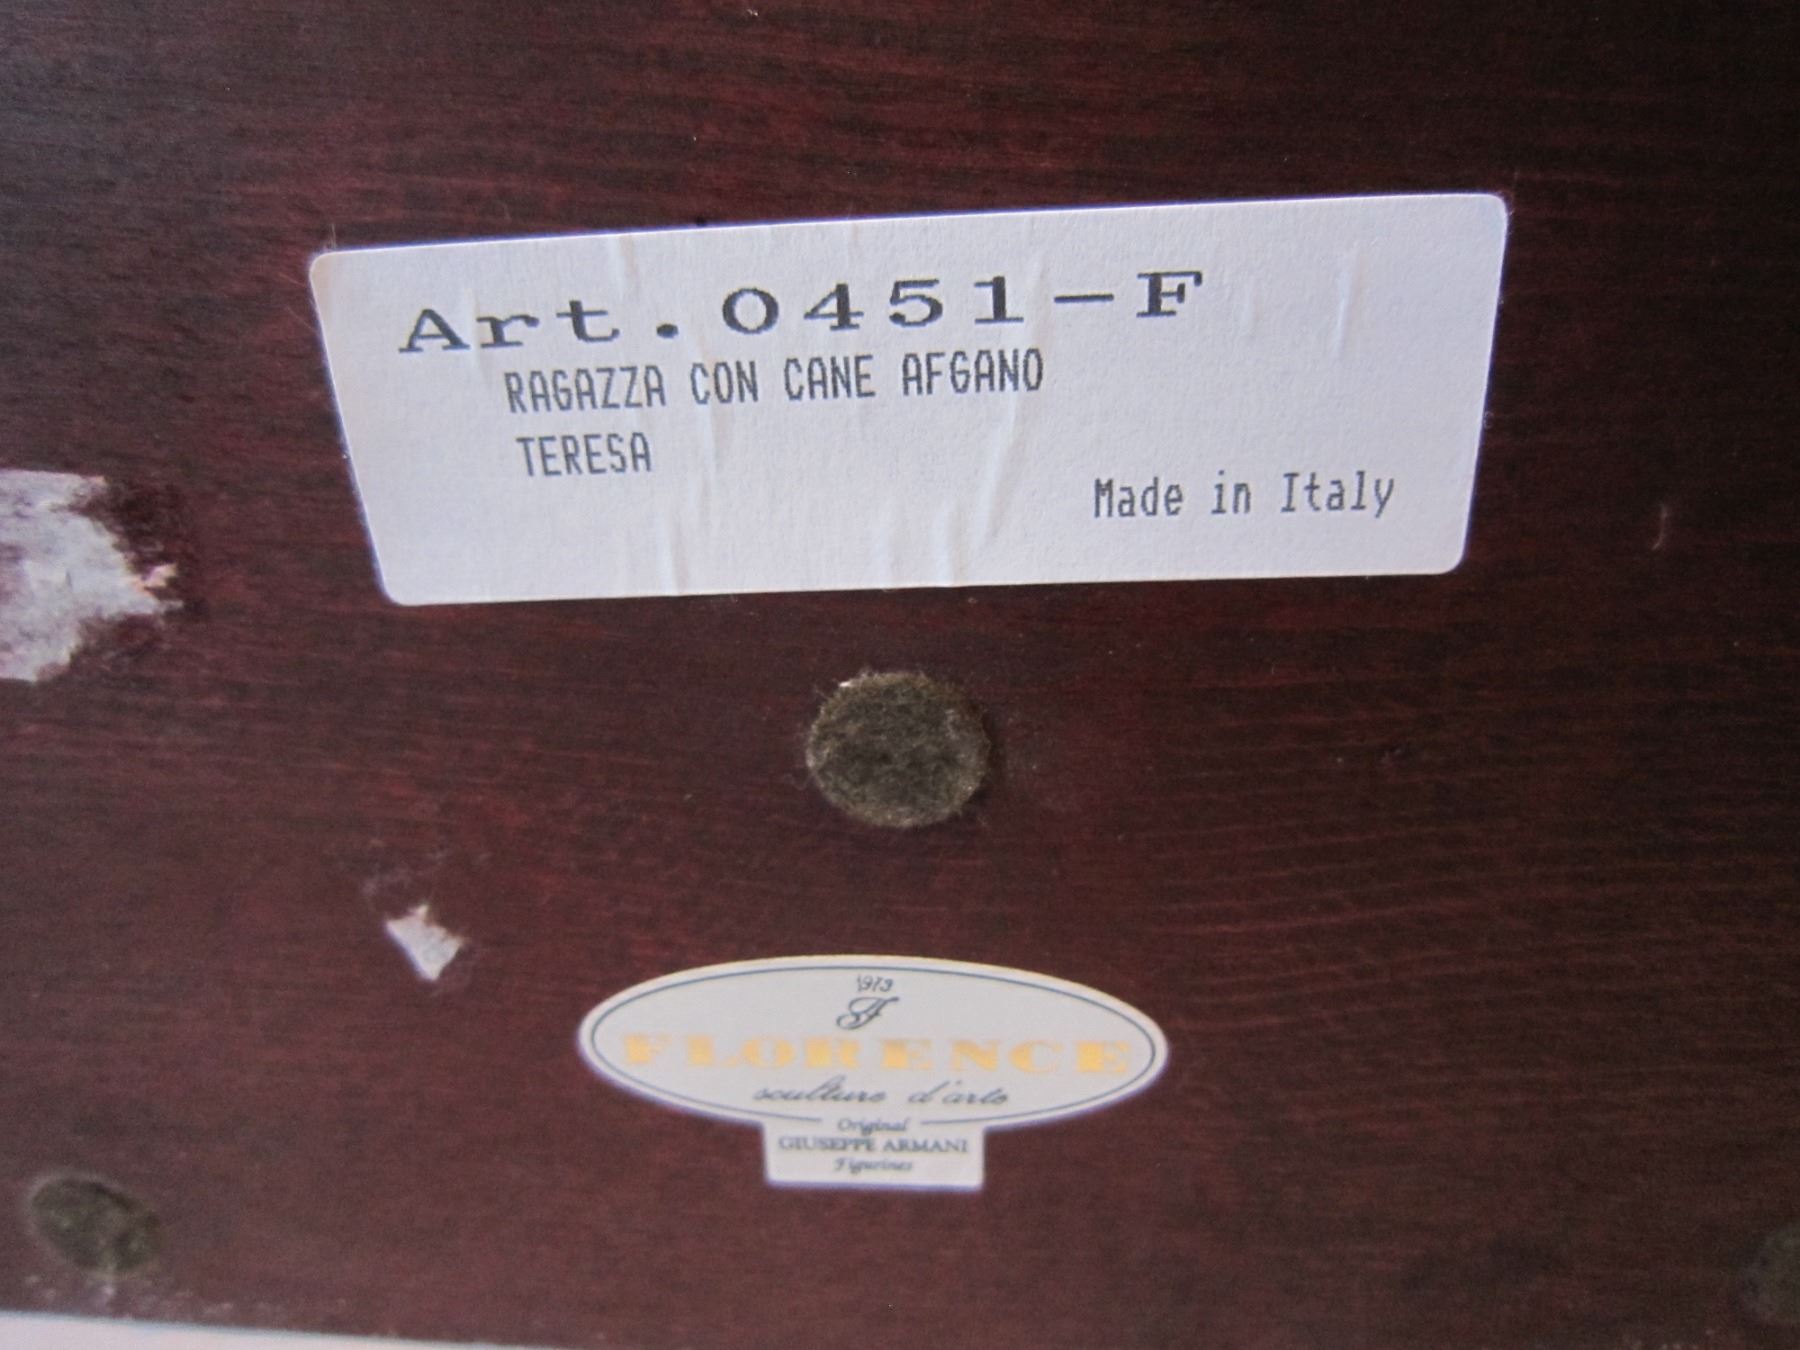 Art.0451-F
RAGAZZA CON CANE AFGANO
TERESA
Made in Italy
1973
F
FLORENCE
sculture d'arte
Original
GIUSEPPE ARMANI
Figurines